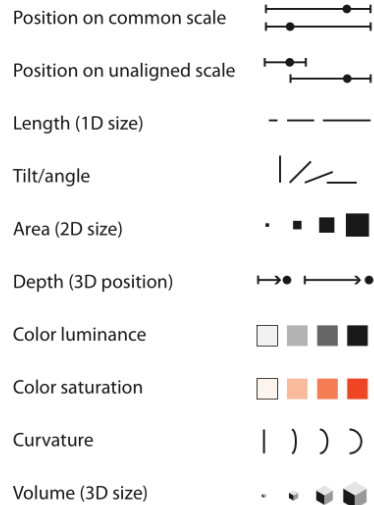 Position on common scale
Position on unaligned scale
Length (1D size)
Tilt/angle
Area (2D size)
Depth (3D position)
Color luminance
Color saturation
Curvature
Volume (3D size)